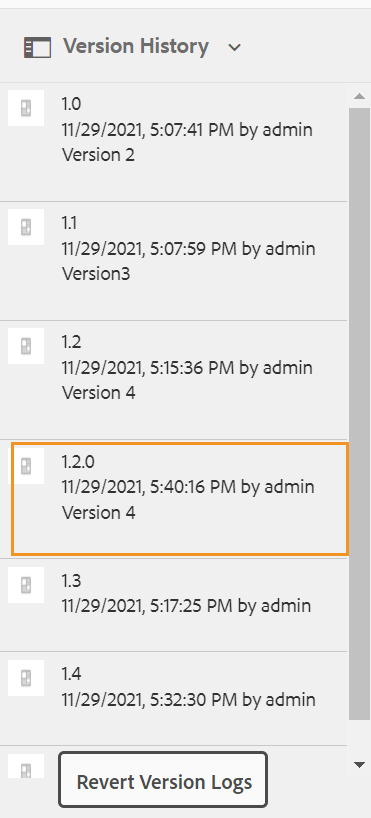 Version History
1.0
11/29/2021, 5:07:41 PM by admin
Version 2
1.1
11/29/2021, 5:07:59 PM by admin
Version3
1.2
11/29/2021, 5:15:36 PM by admin
Version 4
1.2.0
11/29/2021, 5:40:16 PM by admin
Version 4
1.3
11/29/2021, 5:17:25 PM by admin
1.4
11/29/2021, 5:32:30 PM by admin
Revert Version Logs